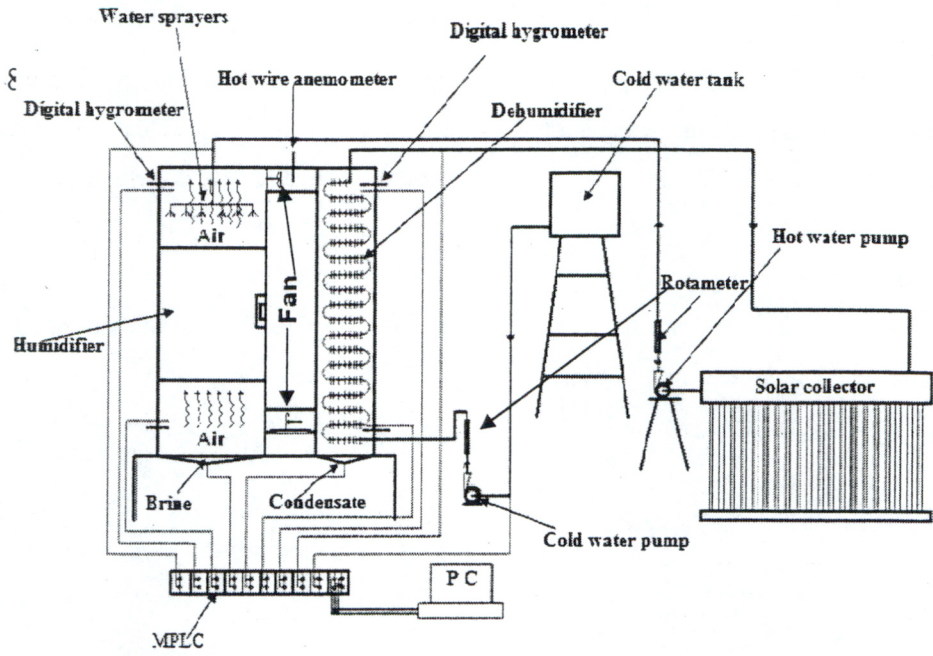 Water sprayers
Digital hygrometer
8
Hot wire anemometer
Cold water tank
Digital hygrometer
Dehumidifier
Air
Hot water pump
Fan
Rotameter
Humidifier
Solar collector
Air
Brine
Condensate
Cold water pump
P C
MPLC